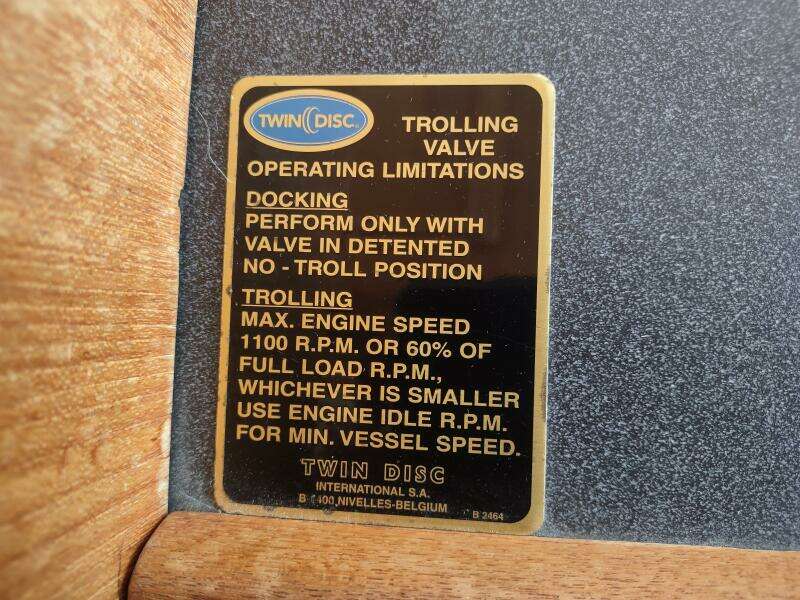 TWIN DISC
TROLLING
VALVE
OPERATING LIMITATIONS
DOCKING
PERFORM ONLY WITH
VALVE IN DETENTED
NO - TROLL POSITION
TROLLING
MAX. ENGINE SPEED
1100 R.P.M. OR 60% OF
FULL LOAD R.P.M.,
WHICHEVER IS SMALLER
USE ENGINE IDLE R.P.M.
FOR MIN. VESSEL SPEED.
TWIN DISC
INTERNATIONAL S.A.
B NIVELLES-BELGIUM
B 2464